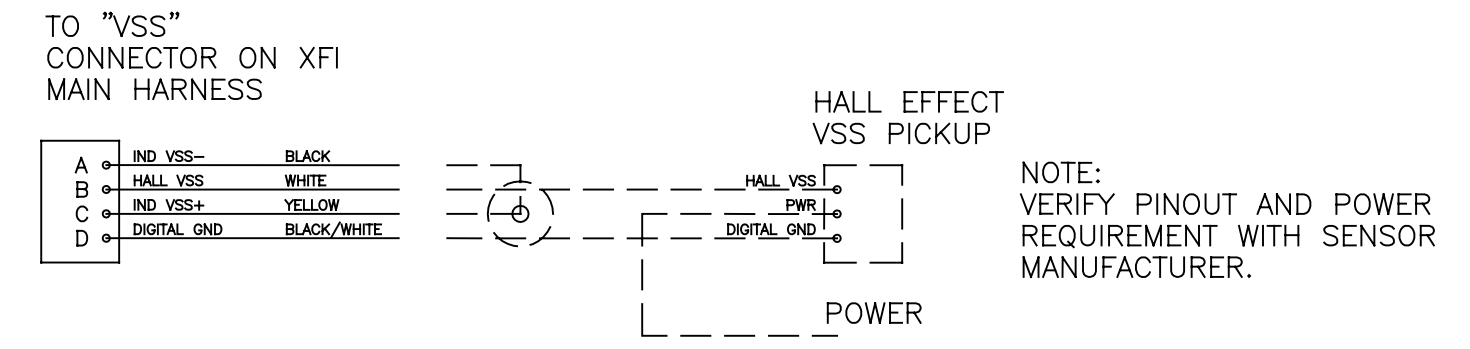 TO "VSS"
CONNECTOR ON XFI
MAIN HARNESS
HALL EFFECT
VSS PICKUP
A IND VSS- BLACK
B HALL VSS WHITE
C IND VSS+ YELLOW
D DIGITAL GND BLACK/WHITE
HALL VSS
PWR
DIGITAL GND
POWER
NOTE:
VERIFY PINOUT AND POWER
REQUIREMENT WITH SENSOR
MANUFACTURER.